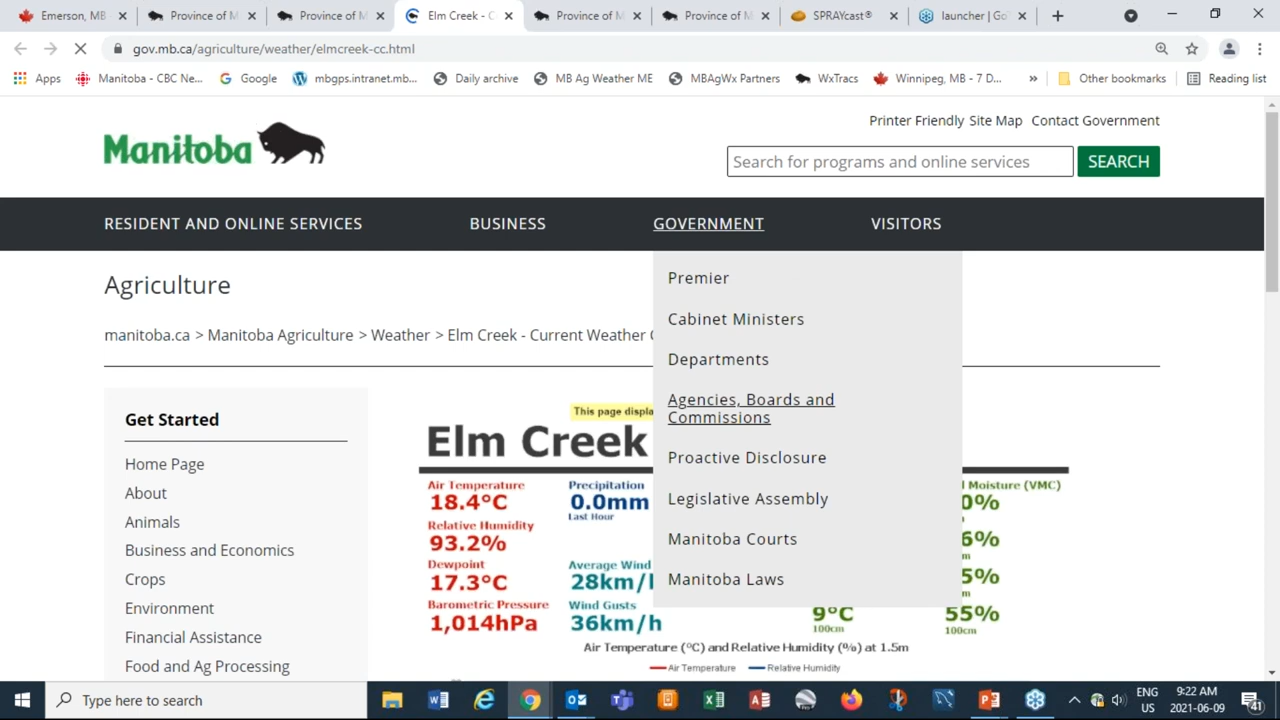 Emerson, MB
Province of M
Province of M
Elm Creek - C
Province of M
Province of M
SPRAYcast®
launcher | Go
gov.mb.ca/agriculture/weather/elmcreek-cc.html
Apps
Manitoba - CBC Ne...
Google
mbgps.intranet.mb...
Daily archive
MB Ag Weather ME
MBAgWx Partners
WxTracs
Winnipeg, MB - 7 D...
»
Other bookmarks
Reading list
Printer Friendly Site Map Contact Government
Manitoba
Search for programs and online services
SEARCH
RESIDENT AND ONLINE SERVICES
BUSINESS
GOVERNMENT
VISITORS
Premier
Cabinet Ministers
Departments
Agencies, Boards and
Commissions
Proactive Disclosure
Legislative Assembly
Manitoba Courts
Manitoba Laws
Agriculture
manitoba.ca > Manitoba Agriculture > Weather > Elm Creek - Current Weather C
Get Started
Home Page
About
Animals
Business and Economics
Crops
Environment
Financial Assistance
Food and Ag Processing
This page displa
Elm Creek
Air Temperature
18.4°C
Relative Humidity
93.2%
Dewpoint
17.3°C
Barometric Pressure
1,014hPa
Precipitation
0.0mm
Last Hour
Average Wind
28km/
Wind Gusts
36km/h
9°C
100cm
Moisture (VMC)
0%
6%
5%
55%
100cm
Air Temperature (°C) and Relative Humidity (%) at 1.5m
Air Temperature
Relative Humidity
Type here to search
ENG
US
9:22 AM
2021-06-09
41